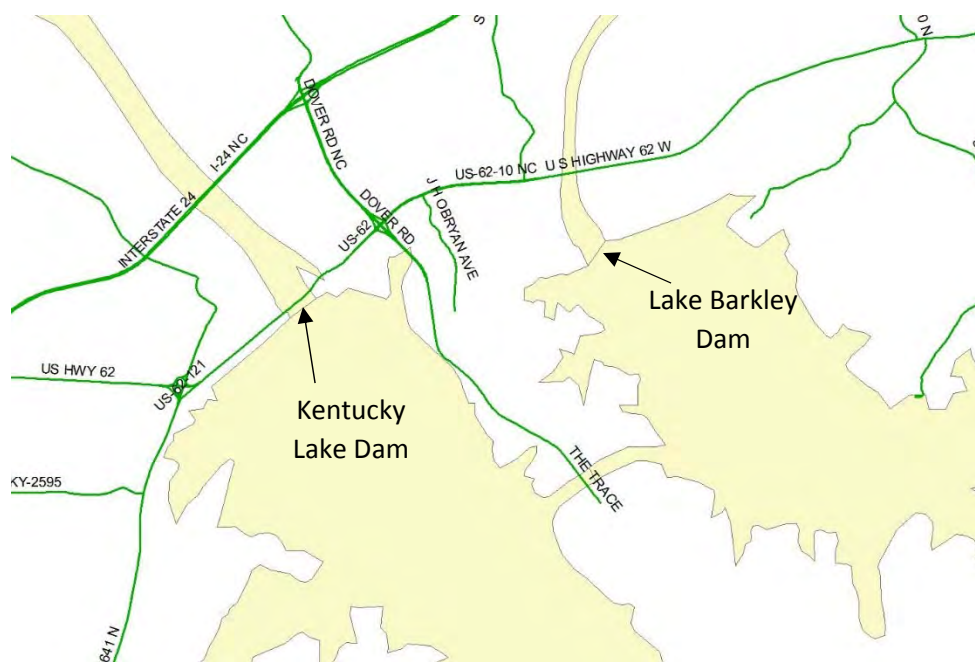 S
0 N
DOVER RD NC
I-24 NC
US-62-10 NC U S HIGHWAY 62 W
J H OBRYAN AVE
DOVER RD
US-62
INTERSTATE 24
Lake Barkley
Dam
US HWY 62
US-62-121
Kentucky
Lake Dam
THE TRACE
KY-2595
641 N